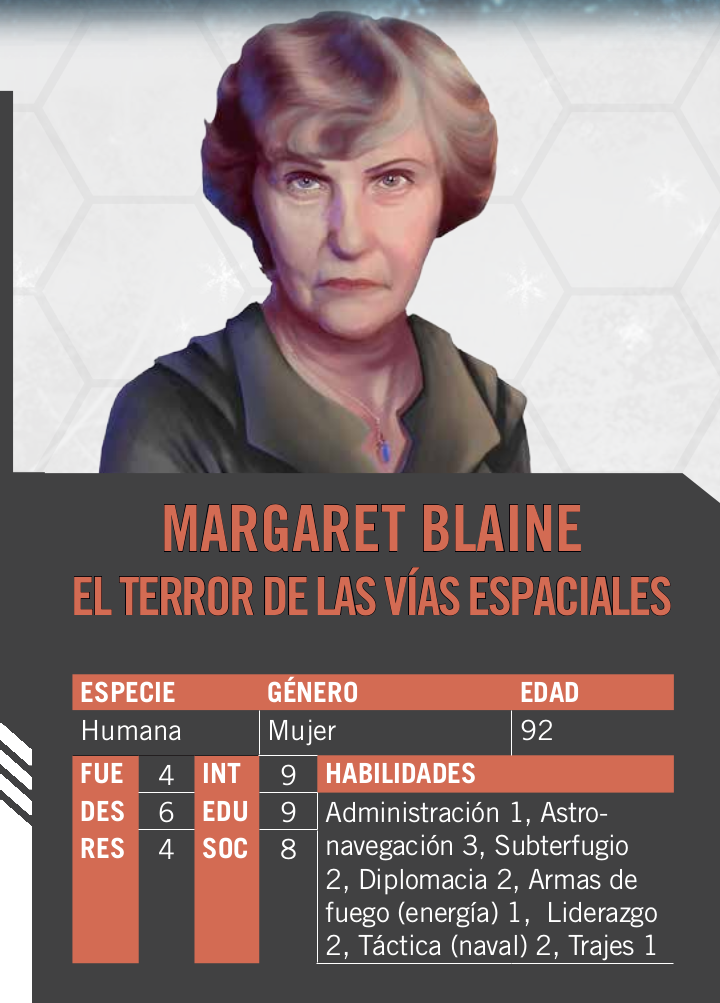 MARGARET BLAINE
EL TERROR DE LAS VÍAS ESPACIALES
ESPECIE GÉNERO EDAD
Humana Mujer 92
FUE 4 INT 9 HABILIDADES
DES 6 EDU 9 Administración 1, Astro-
RES 4 SOC 8 navegación 3, Subterfugio
2, Diplomacia 2, Armas de
fuego (energía) 1, Liderazgo
2, Táctica (naval) 2, Trajes 1